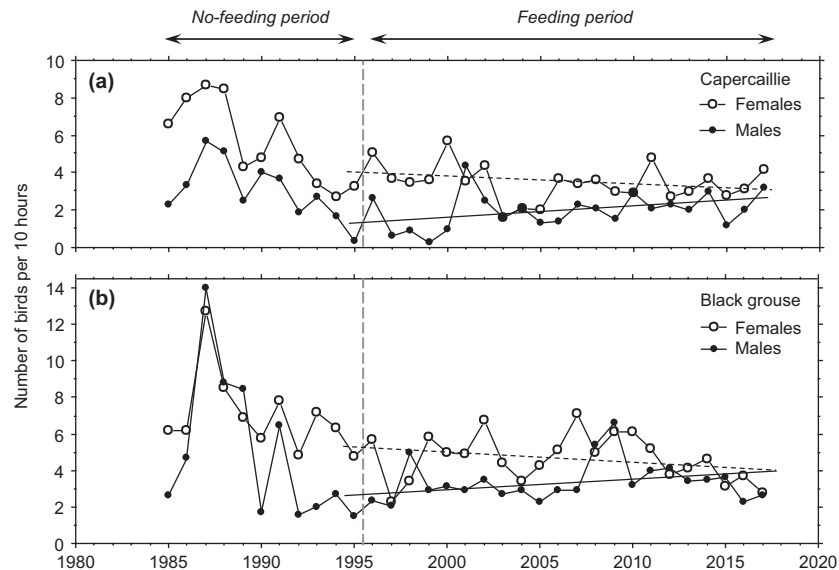 No-feeding period
Feeding period
10
(a)
Capercaillie
8
Females
Males
6
4
2
0
14
(b)
Black grouse
12
Females
Males
10
8
6
4
2
0
1980
1985
1990
1995
2000
2005
2010
2015
2020
Number of birds per 10 hours